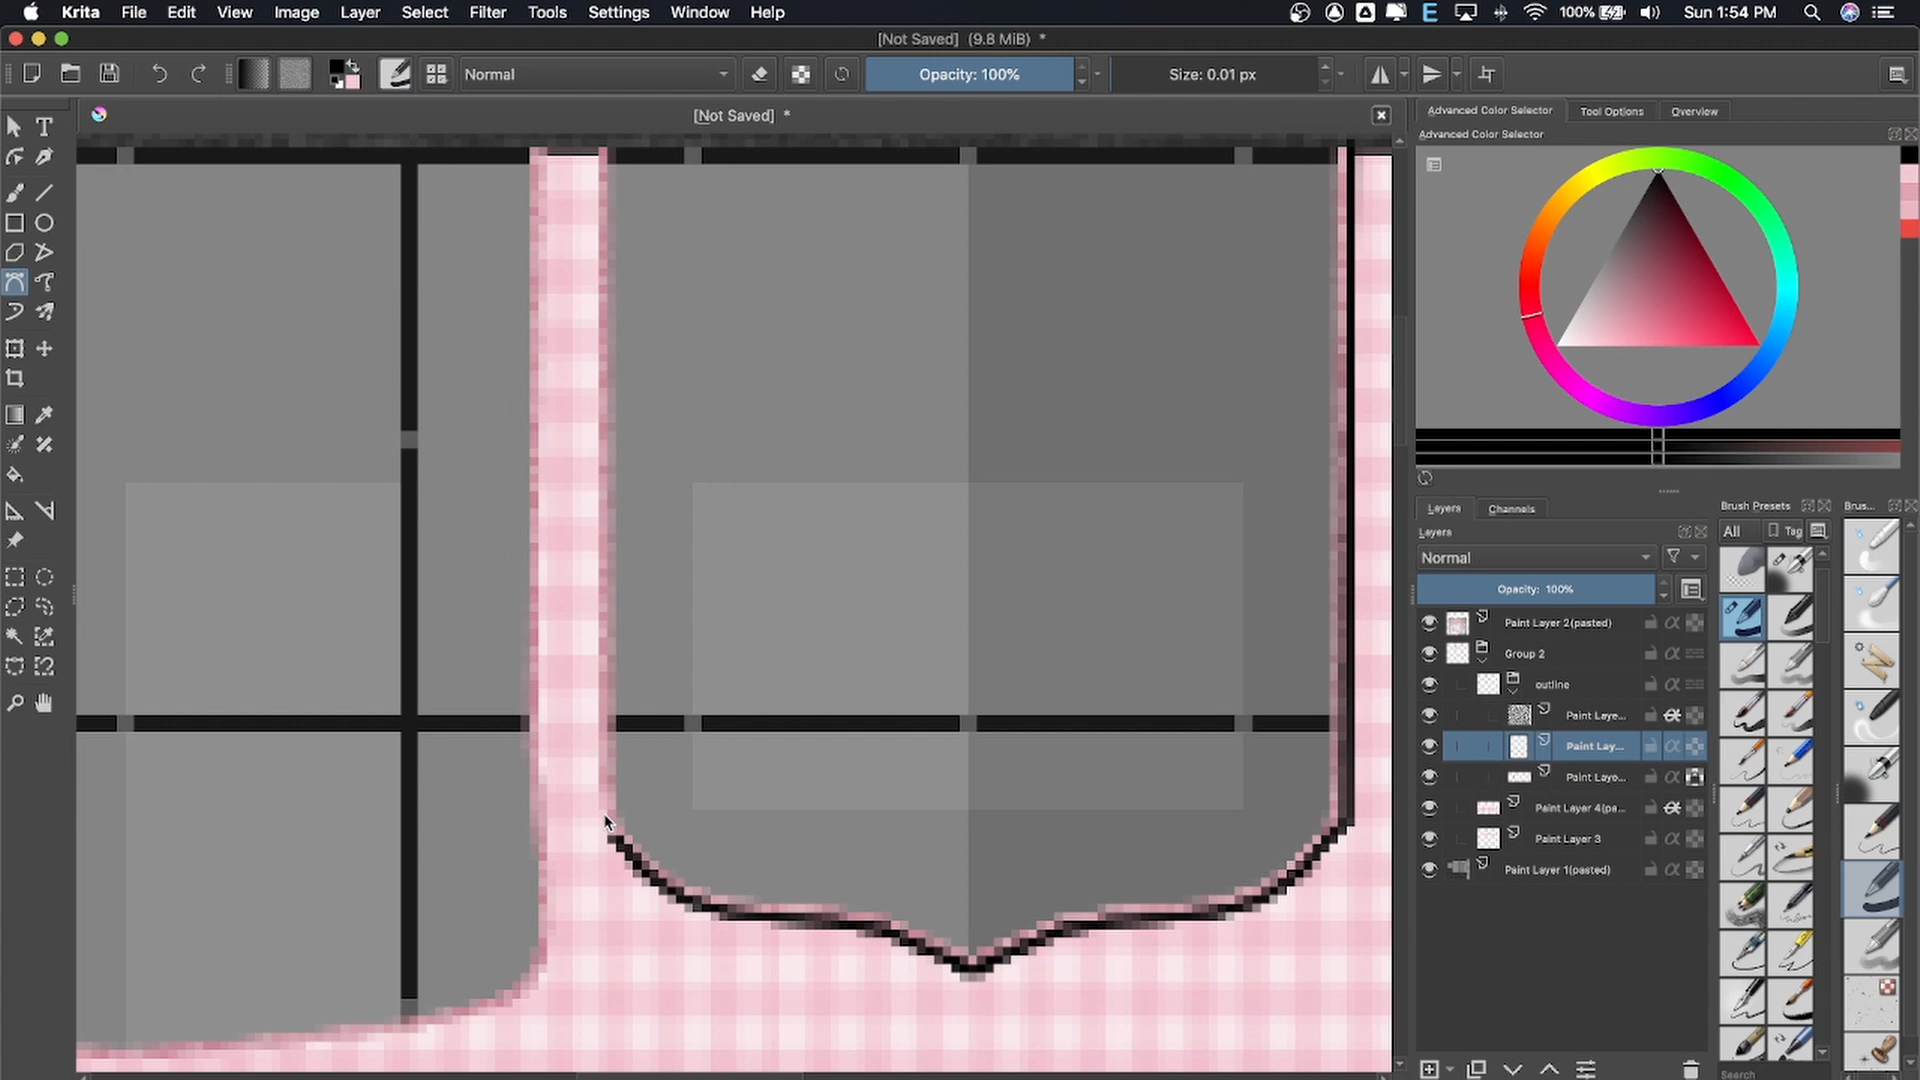 Krita File Edit View Image Layer Select Filter Tools Settings Window Help 100% Sun 1:54 PM
[Not Saved] (9.8 MiB) *
Normal Opacity: 100% Size: 0.01 px
[Not Saved] *
Advanced Color Selector Tool Options Overview
Advanced Color Selector
Layers Channels
Layers
Normal
Opacity: 100%
Paint Layer 2(pasted)
Group 2
outline
Paint Laye...
Paint Lay...
Paint Laye...
Paint Layer 4(pa...
Paint Layer 3
Paint Layer 1(pasted)
Brush Presets
All Tag
Search
Brus...